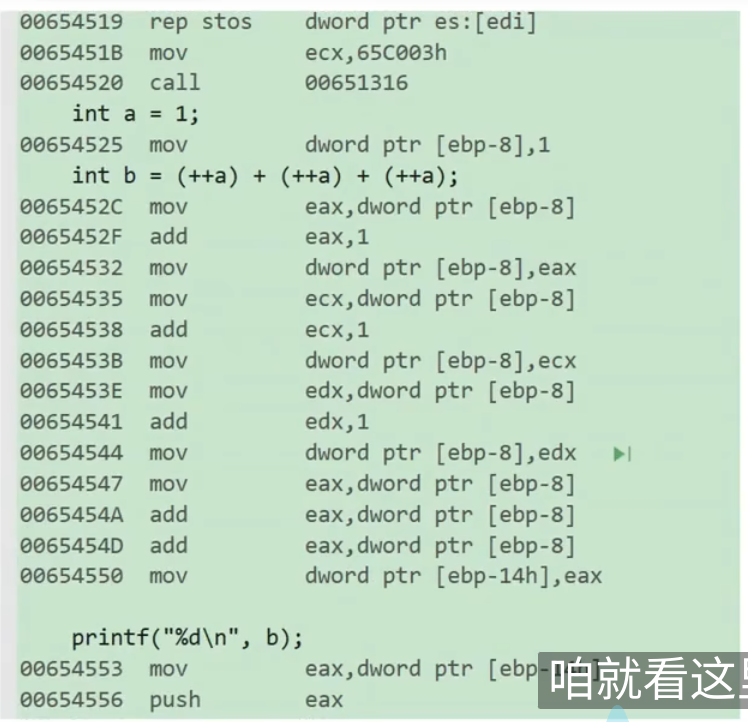 00654519 rep stos dword ptr es:[edi]
0065451B mov ecx,65C003h
00654520 call 00651316
int a = 1;
00654525 mov dword ptr [ebp-8],1
int b = (++a) + (++a) + (++a);
0065452C mov eax,dword ptr [ebp-8]
0065452F add eax,1
00654532 mov dword ptr [ebp-8],eax
00654535 mov ecx,dword ptr [ebp-8]
00654538 add ecx,1
0065453B mov dword ptr [ebp-8],ecx
0065453E mov edx,dword ptr [ebp-8]
00654541 add edx,1
00654544 mov dword ptr [ebp-8],edx
00654547 mov eax,dword ptr [ebp-8]
0065454A add eax,dword ptr [ebp-8]
0065454D add eax,dword ptr [ebp-8]
00654550 mov dword ptr [ebp-14h],eax
printf("%d\n", b);
00654553 mov eax,dword ptr [ebp-
00654556 push eax
咱就看这里